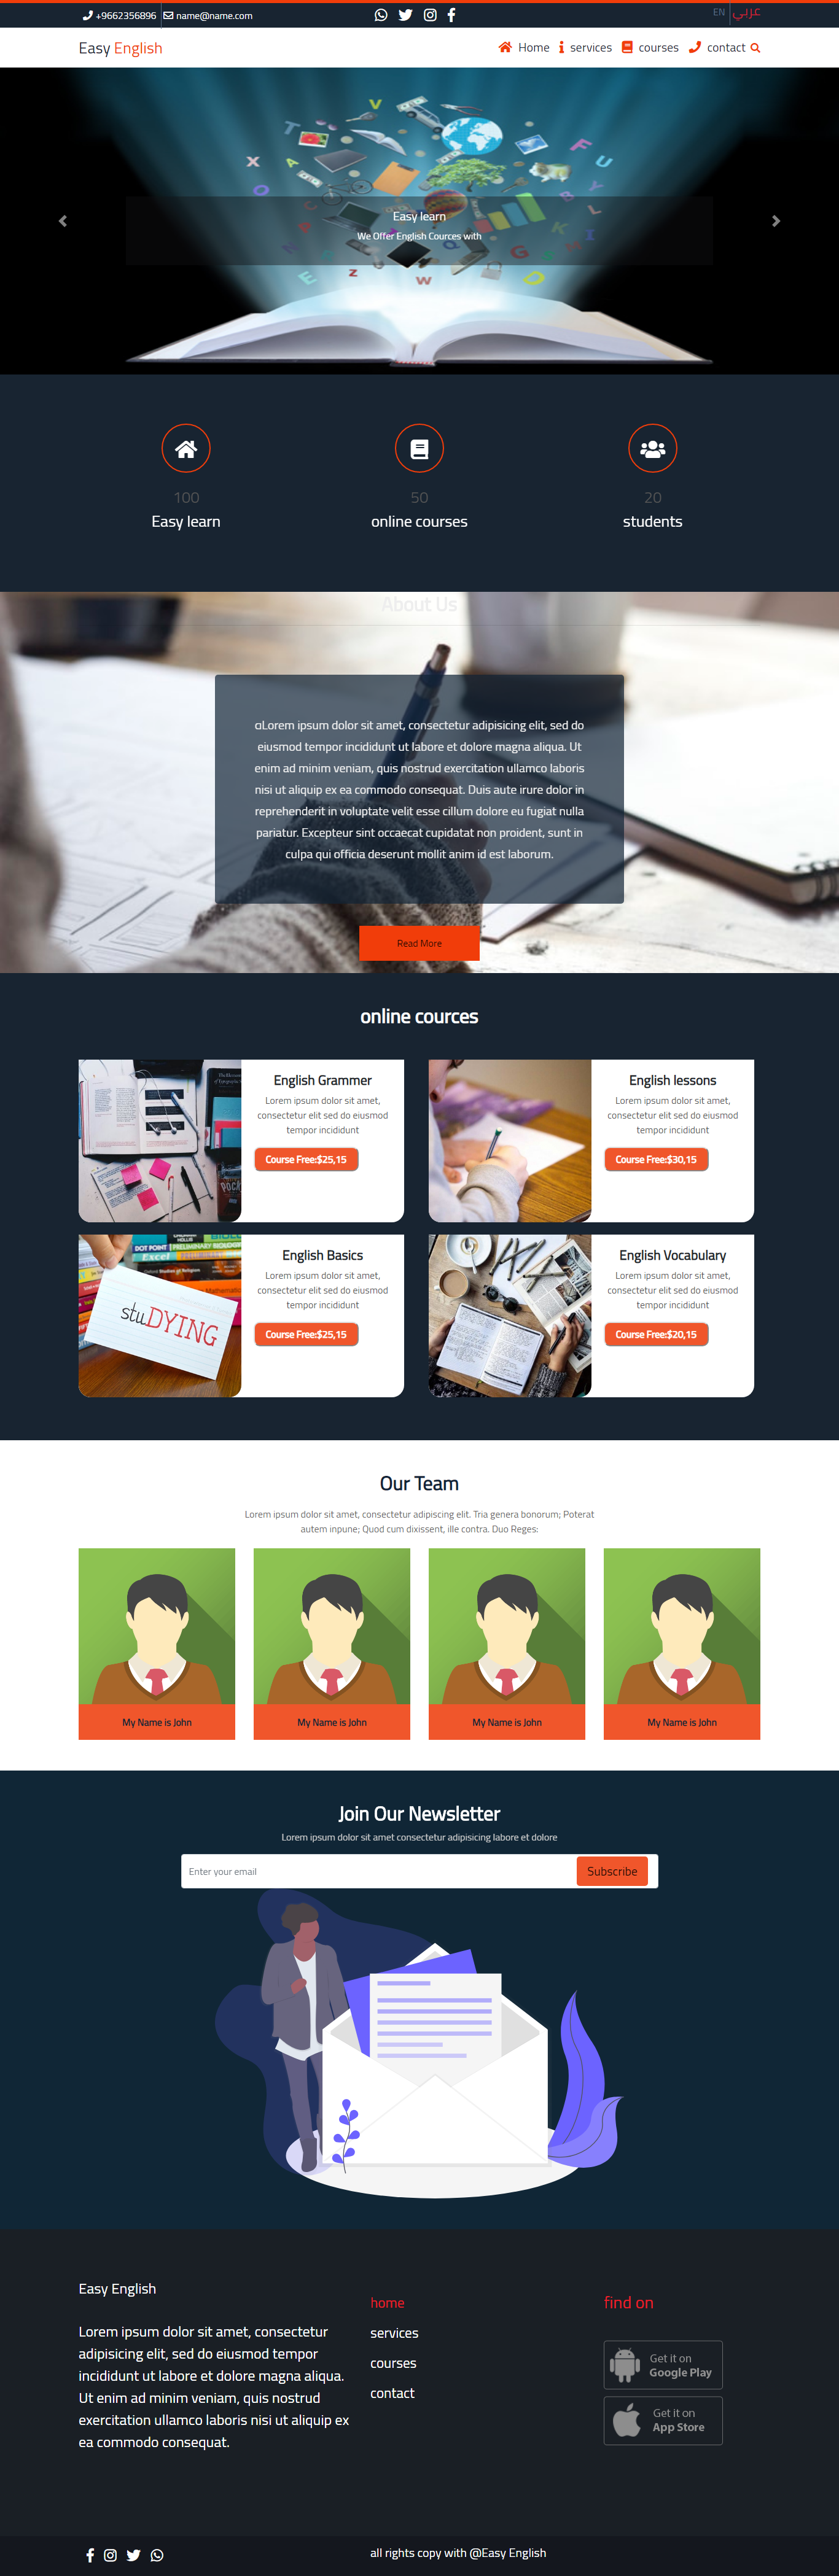 +9662356896
name@name.com
EN
عربي
Easy English
Home
services
courses
contact
Easy learn
We Offer English Cources with
100
Easy learn
50
online courses
20
students
About Us
aLorem ipsum dolor sit amet, consectetur adipisicing elit, sed do
eiusmod tempor incididunt ut labore et dolore magna aliqua. Ut
enim ad minim veniam, quis nostrud exercitation ullamco laboris
nisi ut aliquip ex ea commodo consequat. Duis aute irure dolor in
reprehenderit in voluptate velit esse cillum dolore eu fugiat nulla
pariatur. Excepteur sint occaecat cupidatat non proident, sunt in
culpa qui officia deserunt mollit anim id est laborum.
Read More
online cources
English Grammer
Lorem ipsum dolor sit amet,
consectetur elit sed do eiusmod
tempor incididunt
Course Free:$25,15
English lessons
Lorem ipsum dolor sit amet,
consectetur elit sed do eiusmod
tempor incididunt
Course Free:$30,15
stuDYING
English Basics
Lorem ipsum dolor sit amet,
consectetur elit sed do eiusmod
tempor incididunt
Course Free:$25,15
English Vocabulary
Lorem ipsum dolor sit amet,
consectetur elit sed do eiusmod
tempor incididunt
Course Free:$20,15
Our Team
Lorem ipsum dolor sit amet, consectetur adipiscing elit. Tria genera bonorum; Poterat
autem inpune; Quod cum dixissent, ille contra. Duo Reges:
My Name is John
My Name is John
My Name is John
My Name is John
Join Our Newsletter
Lorem ipsum dolor sit amet consectetur adipisicing labore et dolore
Enter your email
Subscribe
Easy English
Lorem ipsum dolor sit amet, consectetur
adipisicing elit, sed do eiusmod tempor
incididunt ut labore et dolore magna aliqua.
Ut enim ad minim veniam, quis nostrud
exercitation ullamco laboris nisi ut aliquip ex
ea commodo consequat.
home
services
courses
contact
find on
Get it on
Google Play
Get it on
App Store
all rights copy with @Easy English